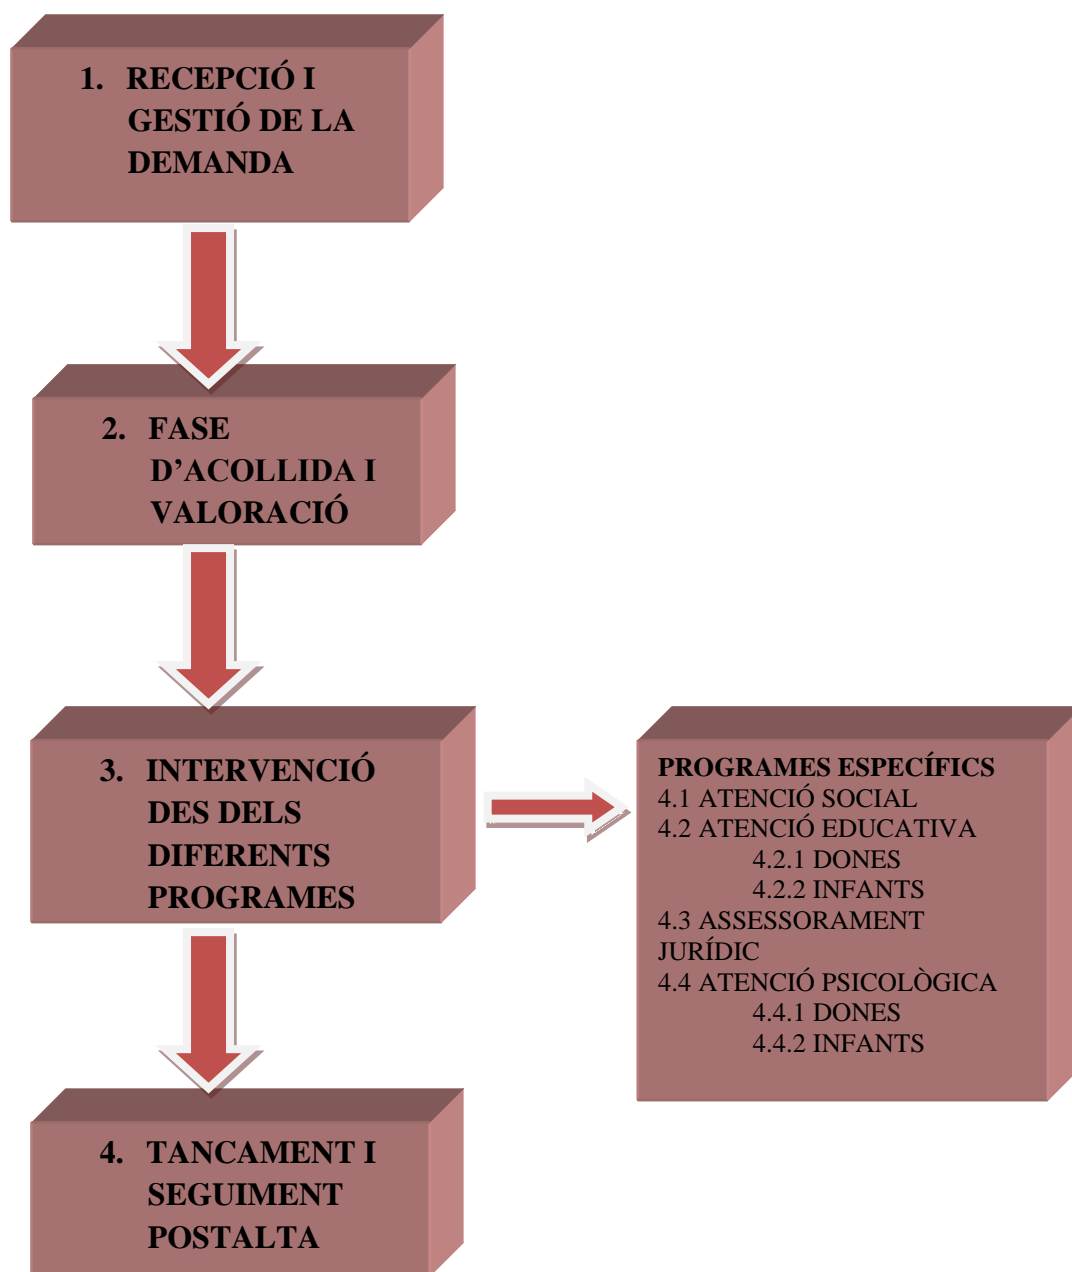 1. RECEPCIÓ I
GESTIÓ DE LA
DEMANDA
2. FASE
D’ACOLLIDA I
VALORACIÓ
3. INTERVENCIÓ
DES DELS
DIFERENTS
PROGRAMES
PROGRAMES ESPECÍFICS
4.1 ATENCIÓ SOCIAL
4.2 ATENCIÓ EDUCATIVA
4.2.1 DONES
4.2.2 INFANTS
4.3 ASSESSORAMENT
JURÍDIC
4.4 ATENCIÓ PSICOLÒGICA
4.4.1 DONES
4.4.2 INFANTS
4. TANCAMENT I
SEGUIMENT
POSTALTA